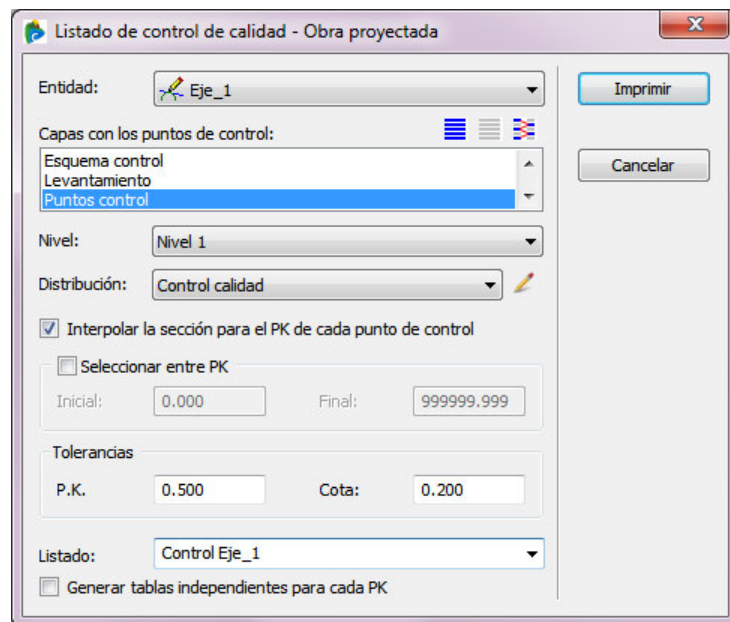 Listado de control de calidad - Obra proyectada
Entidad: Eje_1
Imprimir
Capas con los puntos de control:
Esquema control
Levantamiento
Puntos control
Cancelar
Nivel: Nivel 1
Distribución: Control calidad
Interpolar la sección para el PK de cada punto de control
Seleccionar entre PK
Inicial: 0.000 Final: 999999.999
Tolerancias
P.K. 0.500 Cota: 0.200
Listado: Control Eje_1
Generar tablas independientes para cada PK